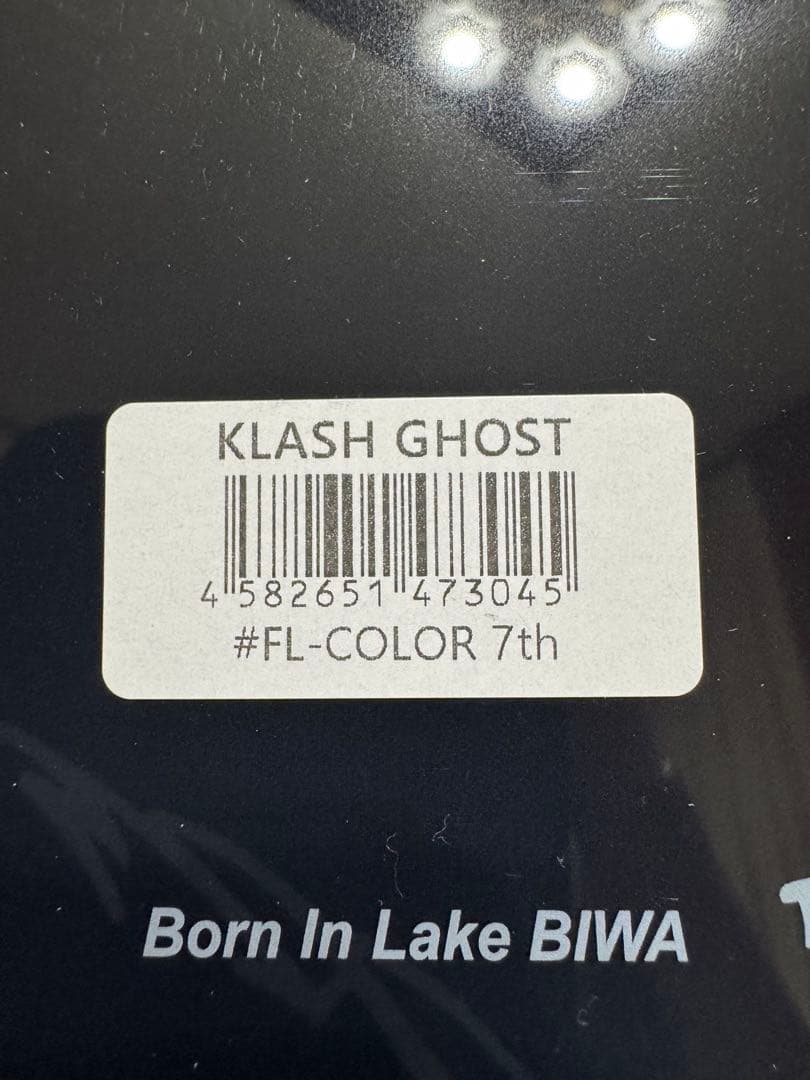 KLASH GHOST
4 582651 473045
#FL-COLOR 7th
Born In Lake BIWA